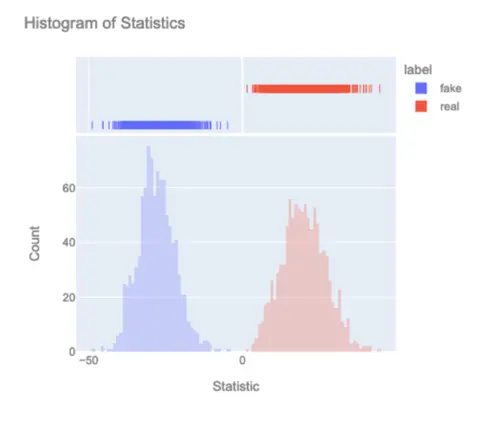 Histogram of Statistics
label
fake
real
60
40
20
0
Count
−50
0
Statistic